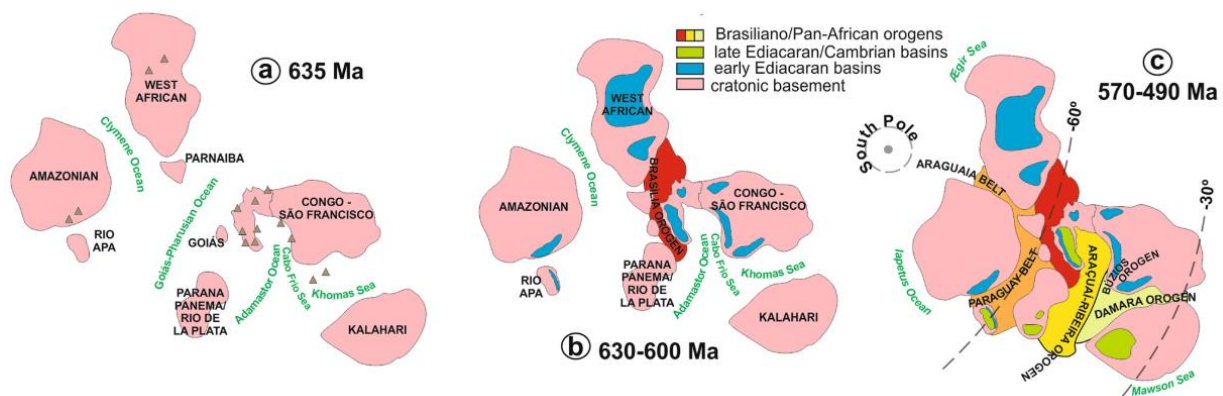 a 635 Ma
WEST
AFRICAN
Clymene Ocean
PARNAIBA
AMAZONIAN
RIO
APA
Goiás-Pharusian Ocean
GOIÁS
CONGO -
SÃO FRANCISCO
PARANA
PANEMA/
RIO DE
LA PLATA
Adamastor Ocean
Cabo Frio Sea
Khomas Sea
KALAHARI
Brasiliano/Pan-African orogens
late Ediacaran/Cambrian basins
early Ediacaran basins
cratonic basement
WEST
AFRICAN
Clymene Ocean
AMAZONIAN
BRASÍLIA OROGEN
CONGO -
SÃO FRANCISCO
RIO
APA
PARANA
PANEMA/
RIO DE
LA PLATA
Adamastor Ocean
Cabo Frio Sea
Khomas Sea
KALAHARI
b 630-600 Ma
c
570-490 Ma
Ægir Sea
South Pole
-60º
-30º
ARAGUAIA BELT
Iapetus Ocean
PARAGUAY-BELT
ARAÇUAI-RIBEIRA OROGEN
BÚZIOS
OROGEN
DAMARA OROGEN
Mawson Sea